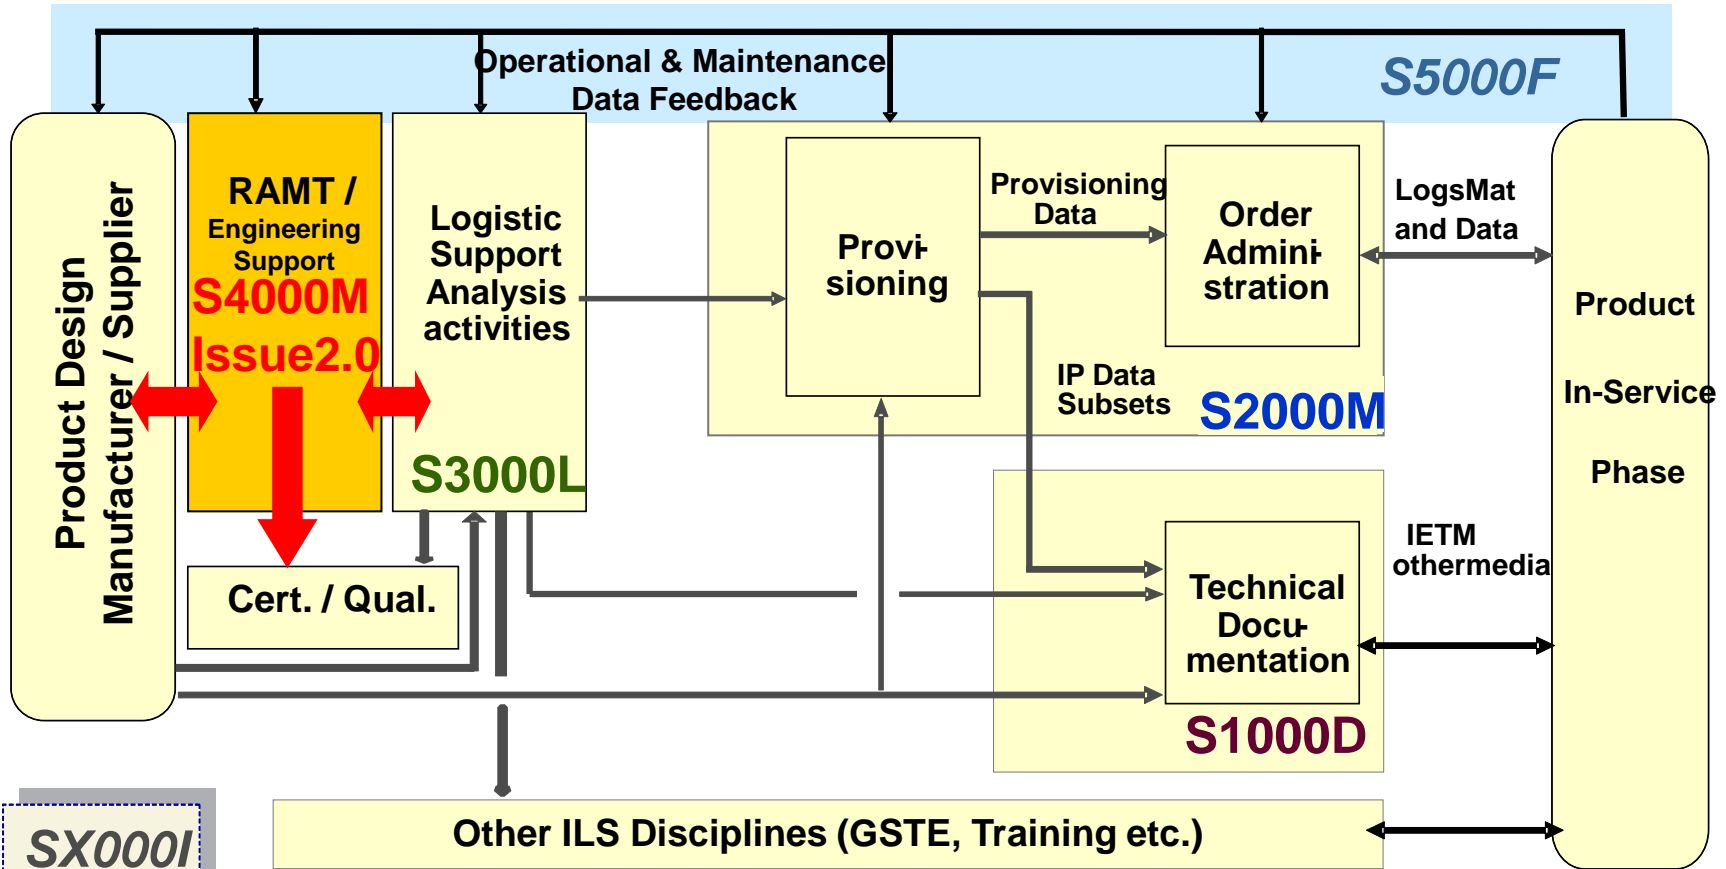 Operational & Maintenance
Data Feedback
S5000F
Product Design
Manufacturer / Supplier
RAMT /
Engineering
Support
S4000M
Issue2.0
Logistic
Support
Analysis
activities
S3000L
Cert. / Qual.
Provi-
sioning
Provisioning
Data
Order
Admini-
stration
IP Data
Subsets
S2000M
LogsMat
and Data
Product
In-Service
Phase
Technical
Docu-
mentation
S1000D
IETM
othermedia
Other ILS Disciplines (GSTE, Training etc.)
SX000I